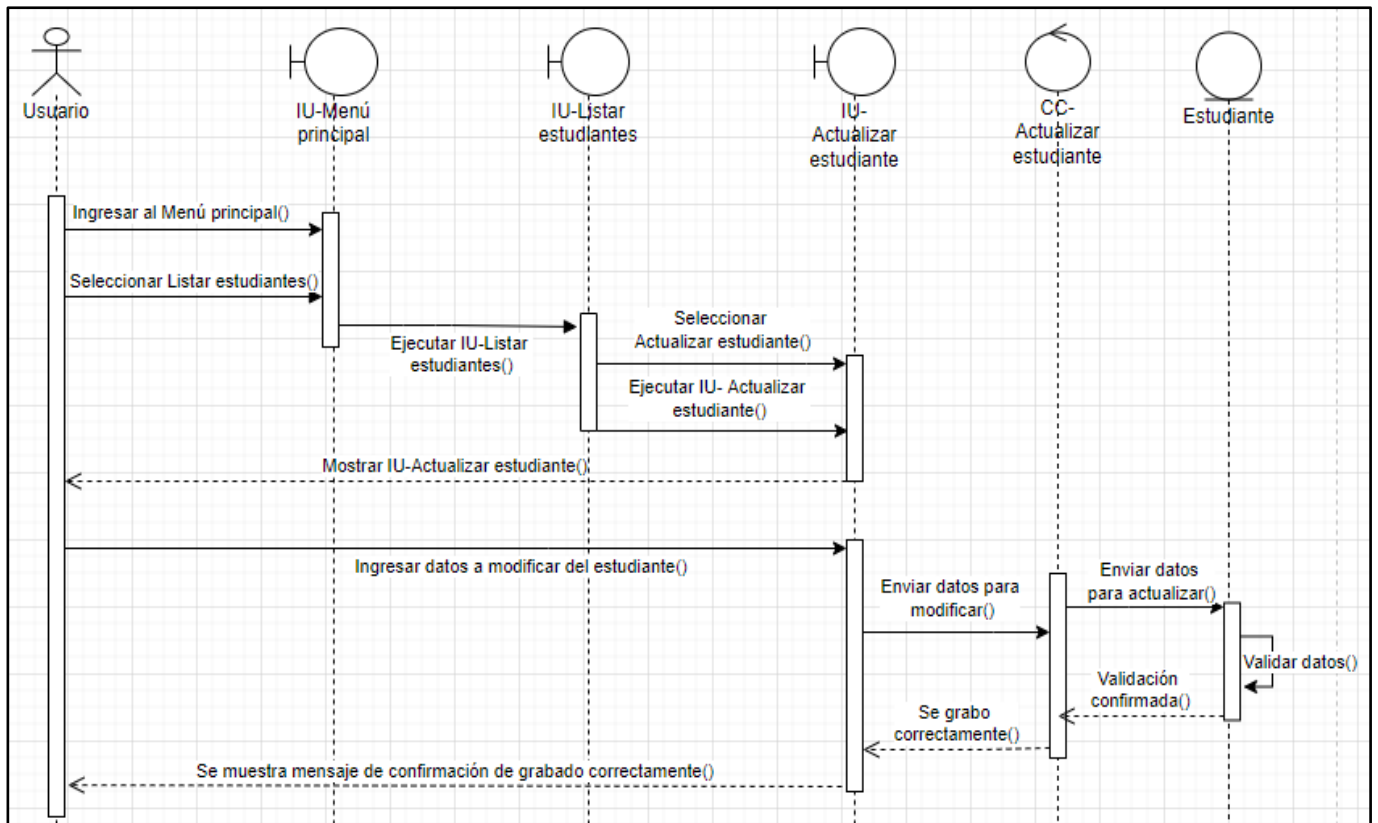 Usuario
IU-Menú
principal
IU-Listar
estudiantes
IU-
Actualizar
estudiante
CC-
Actualizar
estudiante
Estudiante
Ingresar al Menú principal()
Seleccionar Listar estudiantes()
Ejecutar IU-Listar
estudiantes()
Seleccionar
Actualizar estudiante()
Ejecutar IU- Actualizar
estudiante()
Mostrar IU-Actualizar estudiante()
Ingresar datos a modificar del estudiante()
Enviar datos para
modificar()
Enviar datos
para actualizar()
Validar datos()
Validación
confirmada()
Se grabo
correctamente()
Se muestra mensaje de confirmación de grabado correctamente()